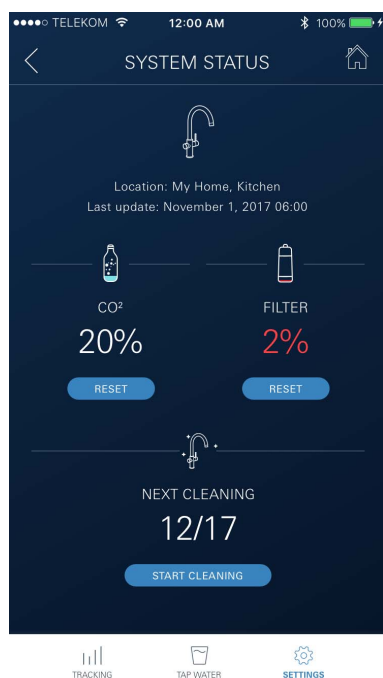 TELEKOM 12:00 AM 100%
SYSTEM STATUS
Location: My Home, Kitchen
Last update: November 1, 2017 06:00
CO² FILTER
20% 2%
RESET RESET
NEXT CLEANING
12/17
START CLEANING
TRACKING TAP WATER SETTINGS